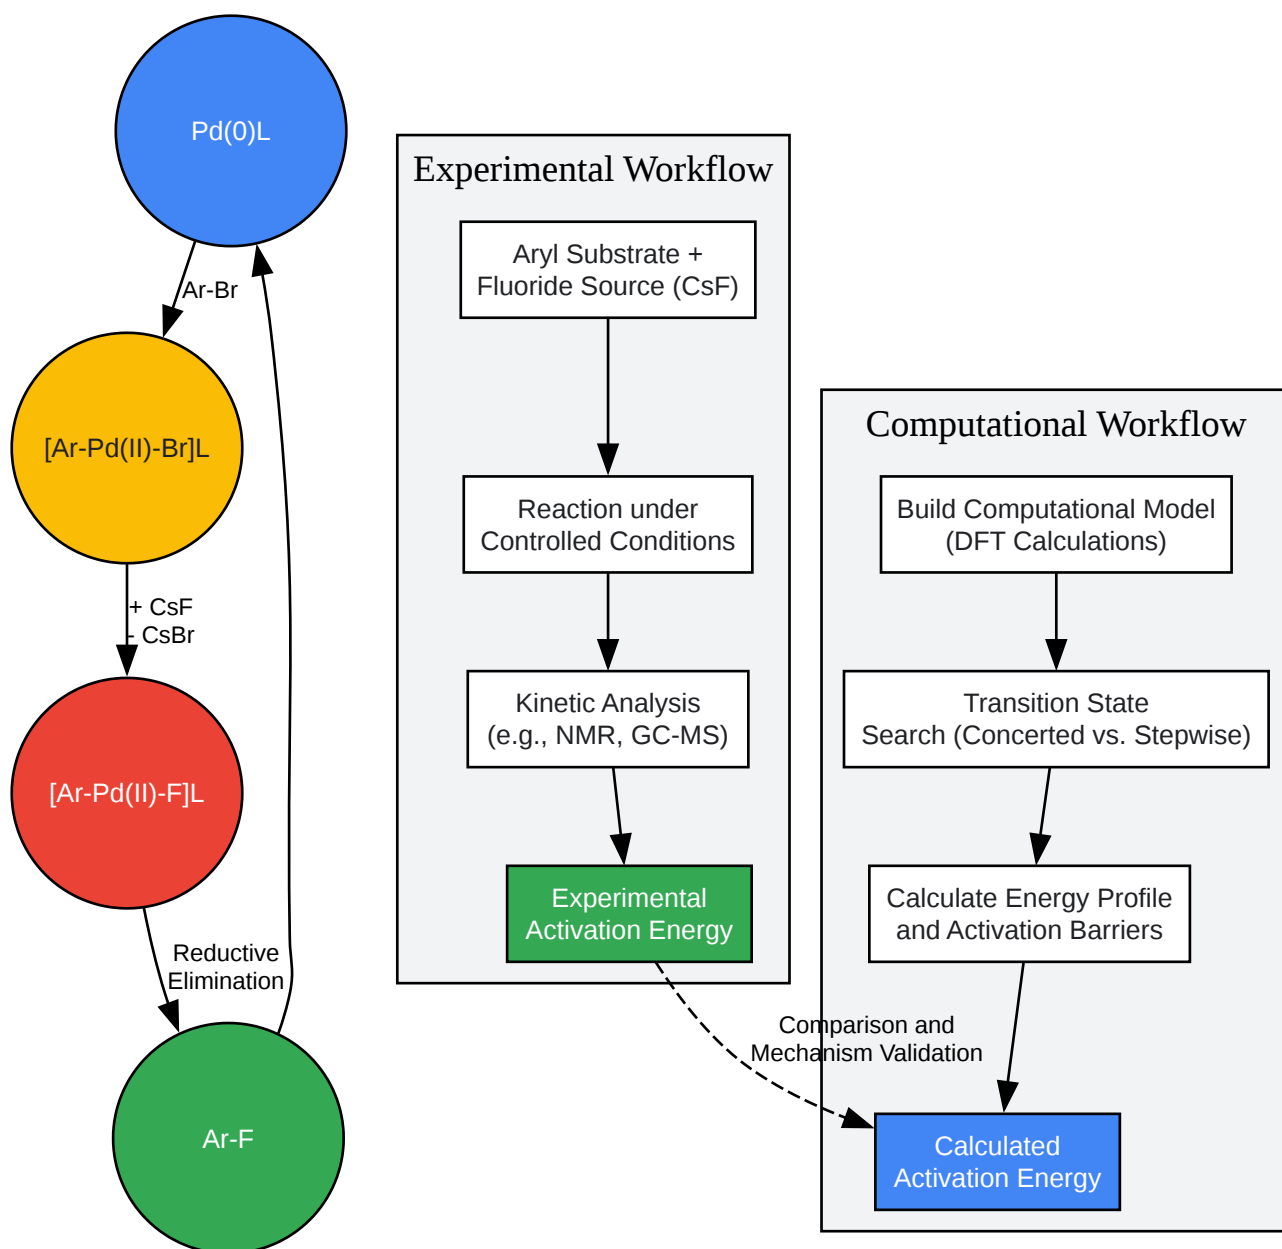 Pd(0)L
Ar-Br
[Ar-Pd(II)-Br]L
+ CsF
- CsBr
[Ar-Pd(II)-F]L
Reductive
Elimination
Ar-F
Experimental Workflow
Aryl Substrate +
Fluoride Source (CsF)
Reaction under
Controlled Conditions
Kinetic Analysis
(e.g., NMR, GC-MS)
Experimental
Activation Energy
Comparison and
Mechanism Validation
Computational Workflow
Build Computational Model
(DFT Calculations)
Transition State
Search (Concerted vs. Stepwise)
Calculate Energy Profile
and Activation Barriers
Calculated
Activation Energy